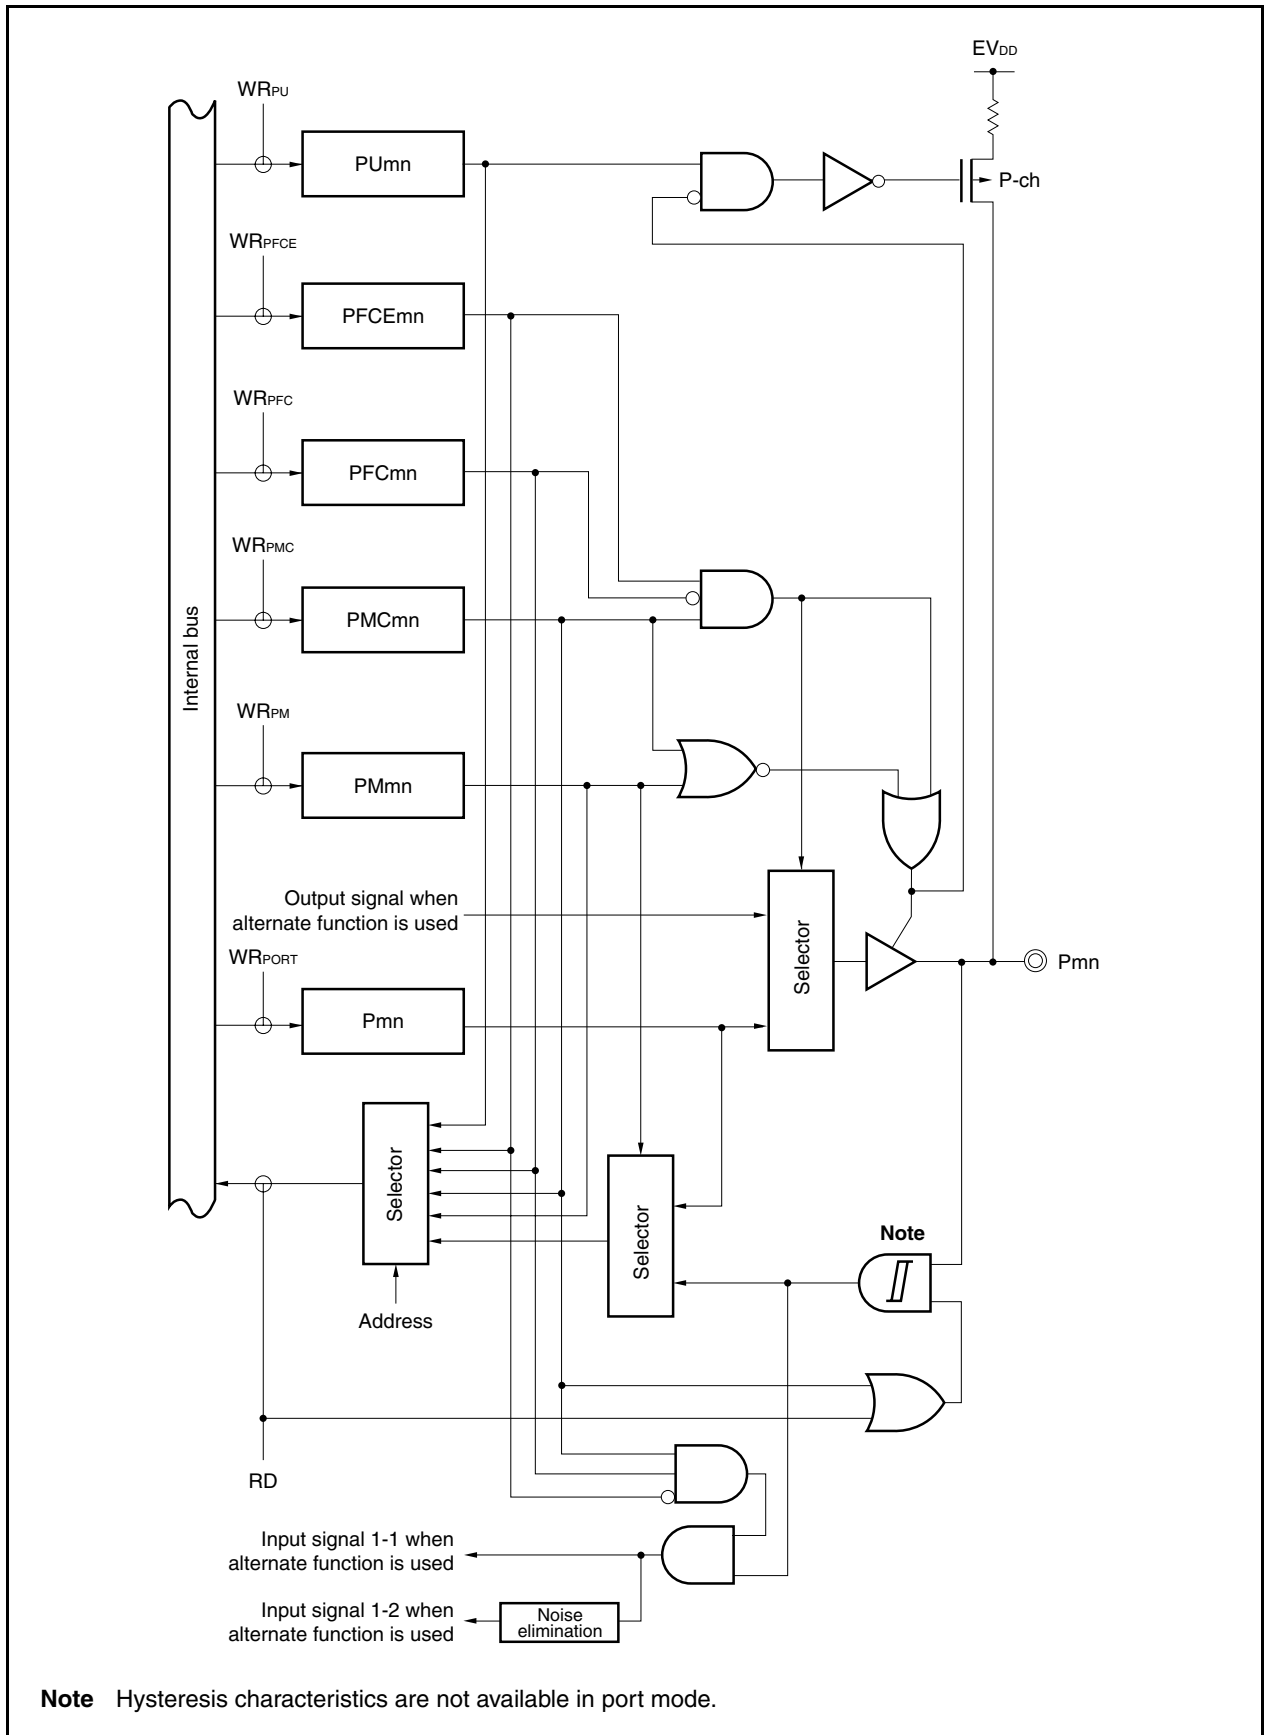 EVDD
WRPU
PUmn
P-ch
WRPFCE
PFCEmn
WRPFC
PFCmn
WRPMC
PMCmn
Internal bus
WRPM
PMmn
Output signal when
alternate function is used
Selector
WRPORT
Pmn
Pmn
Selector
Selector
Note
Address
RD
Input signal 1-1 when
alternate function is used
Input signal 1-2 when
alternate function is used
Noise
elimination
Note Hysteresis characteristics are not available in port mode.